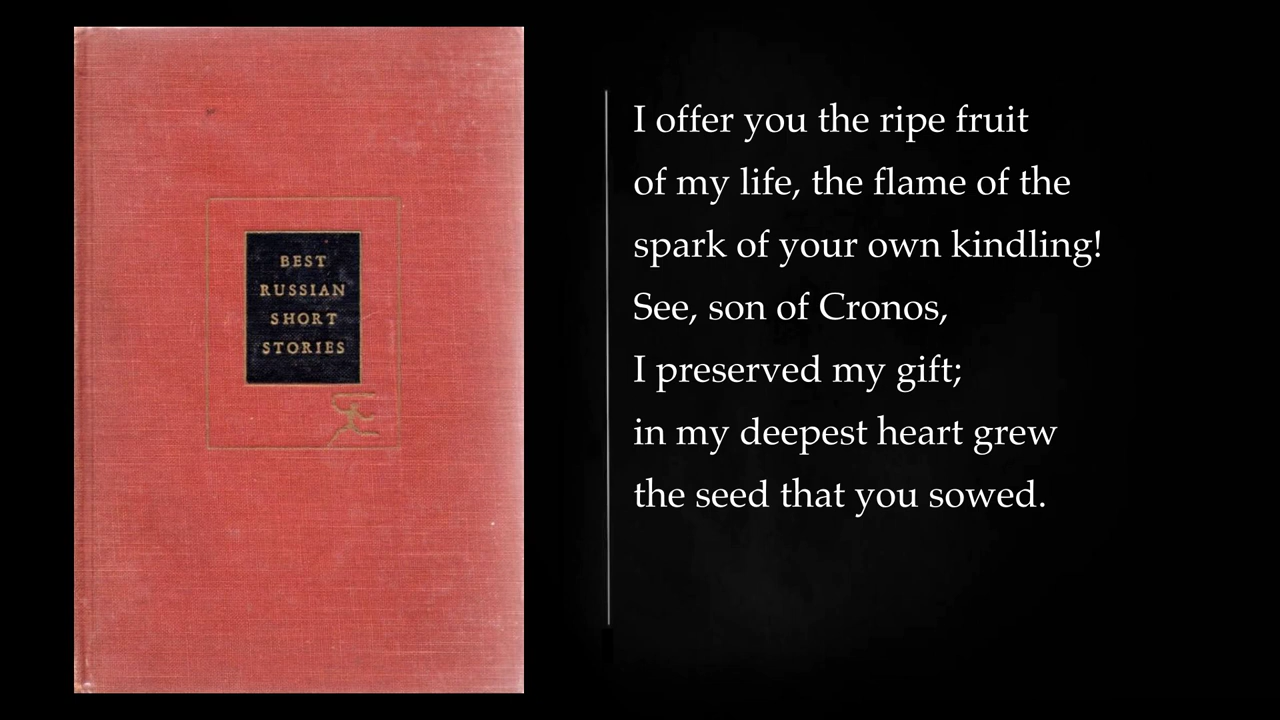 BEST
RUSSIAN
SHORT
STORIES
I offer you the ripe fruit
of my life, the flame of the
spark of your own kindling!
See, son of Cronos,
I preserved my gift;
in my deepest heart grew
the seed that you sowed.